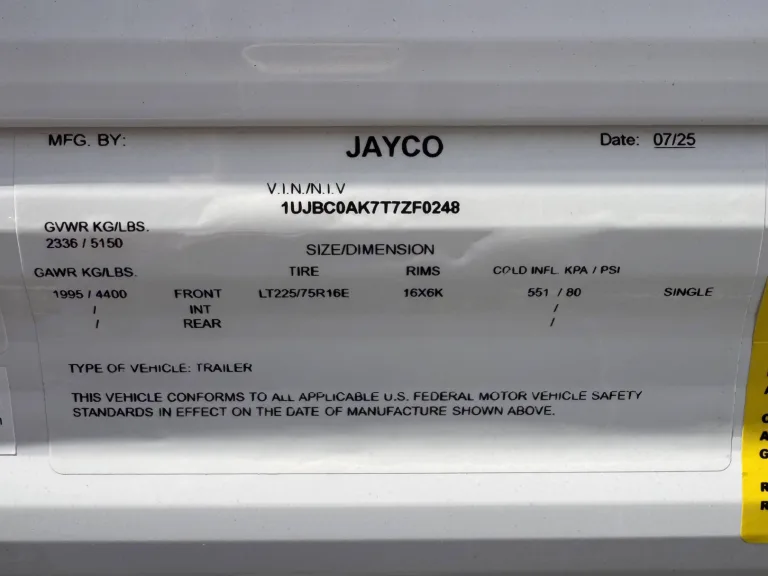 MFG. BY: JAYCO Date: 07/25
V.I.N./N.I.V
1UJBC0AK7T7ZF0248
GVWR KG/LBS.
2336 / 5150
SIZE/DIMENSION
GAWR KG/LBS. TIRE RIMS COLD INFL. KPA / PSI
1995 / 4400 FRONT LT225/75R16E 16X6K 551 / 80 SINGLE
/ INT /
/ REAR /
TYPE OF VEHICLE: TRAILER
THIS VEHICLE CONFORMS TO ALL APPLICABLE U.S. FEDERAL MOTOR VEHICLE SAFETY
STANDARDS IN EFFECT ON THE DATE OF MANUFACTURE SHOWN ABOVE.